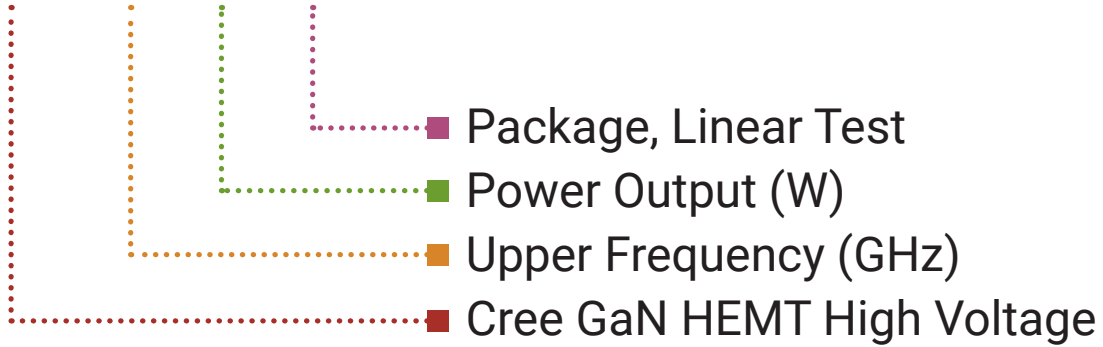 Package, Linear Test
Power Output (W)
Upper Frequency (GHz)
Cree GaN HEMT High Voltage